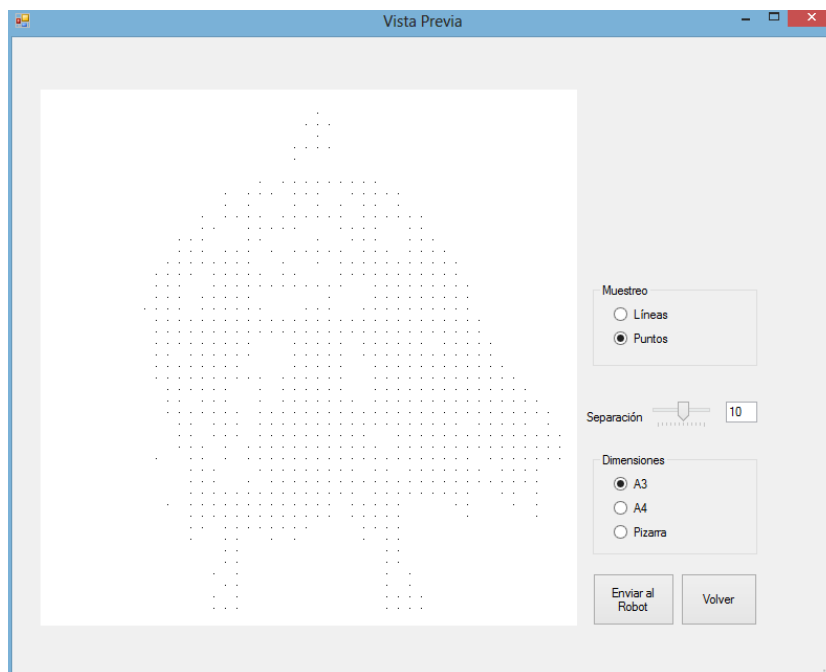 Vista Previa
Muestreo
Líneas
Puntos
Separación 10
Dimensiones
A3
A4
Pizarra
Enviar al
Robot
Volver